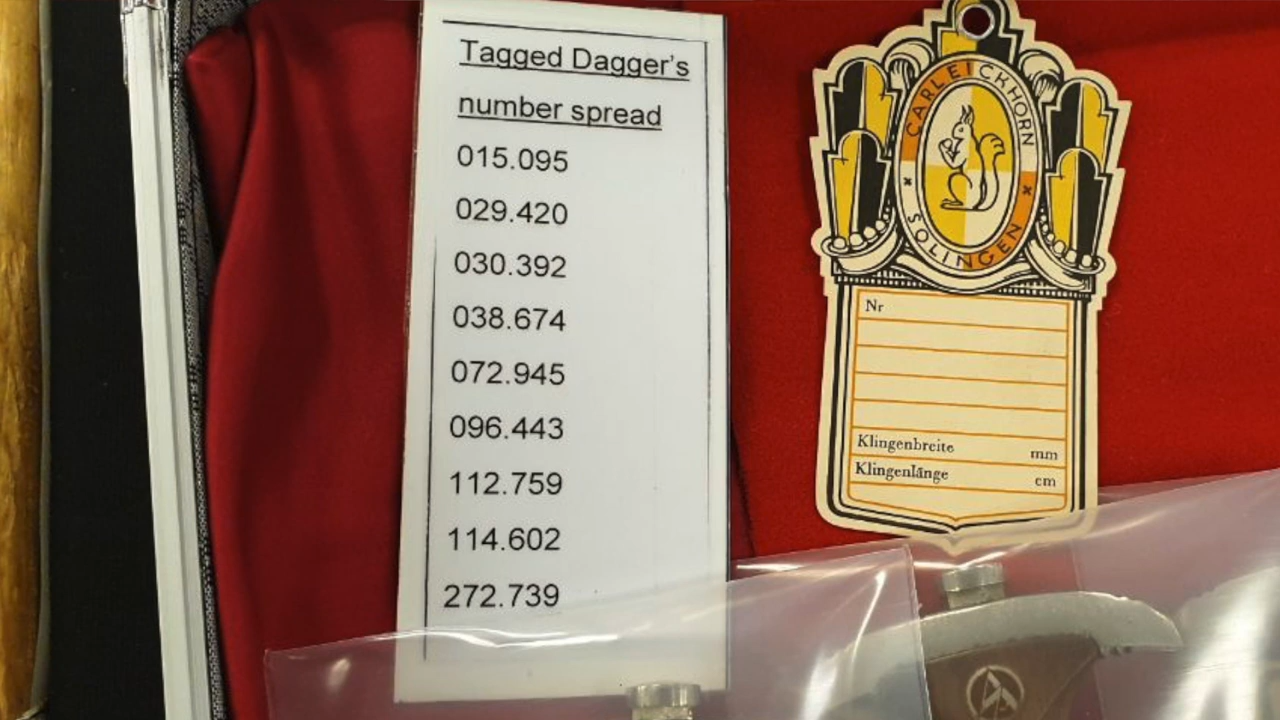 Tagged Dagger's
number spread
015.095
029.420
030.392
038.674
072.945
096.443
112.759
114.602
272.739
CARL EICKHORN
SOLINGEN
Nr
Klingenbreite mm
Klingenlänge cm